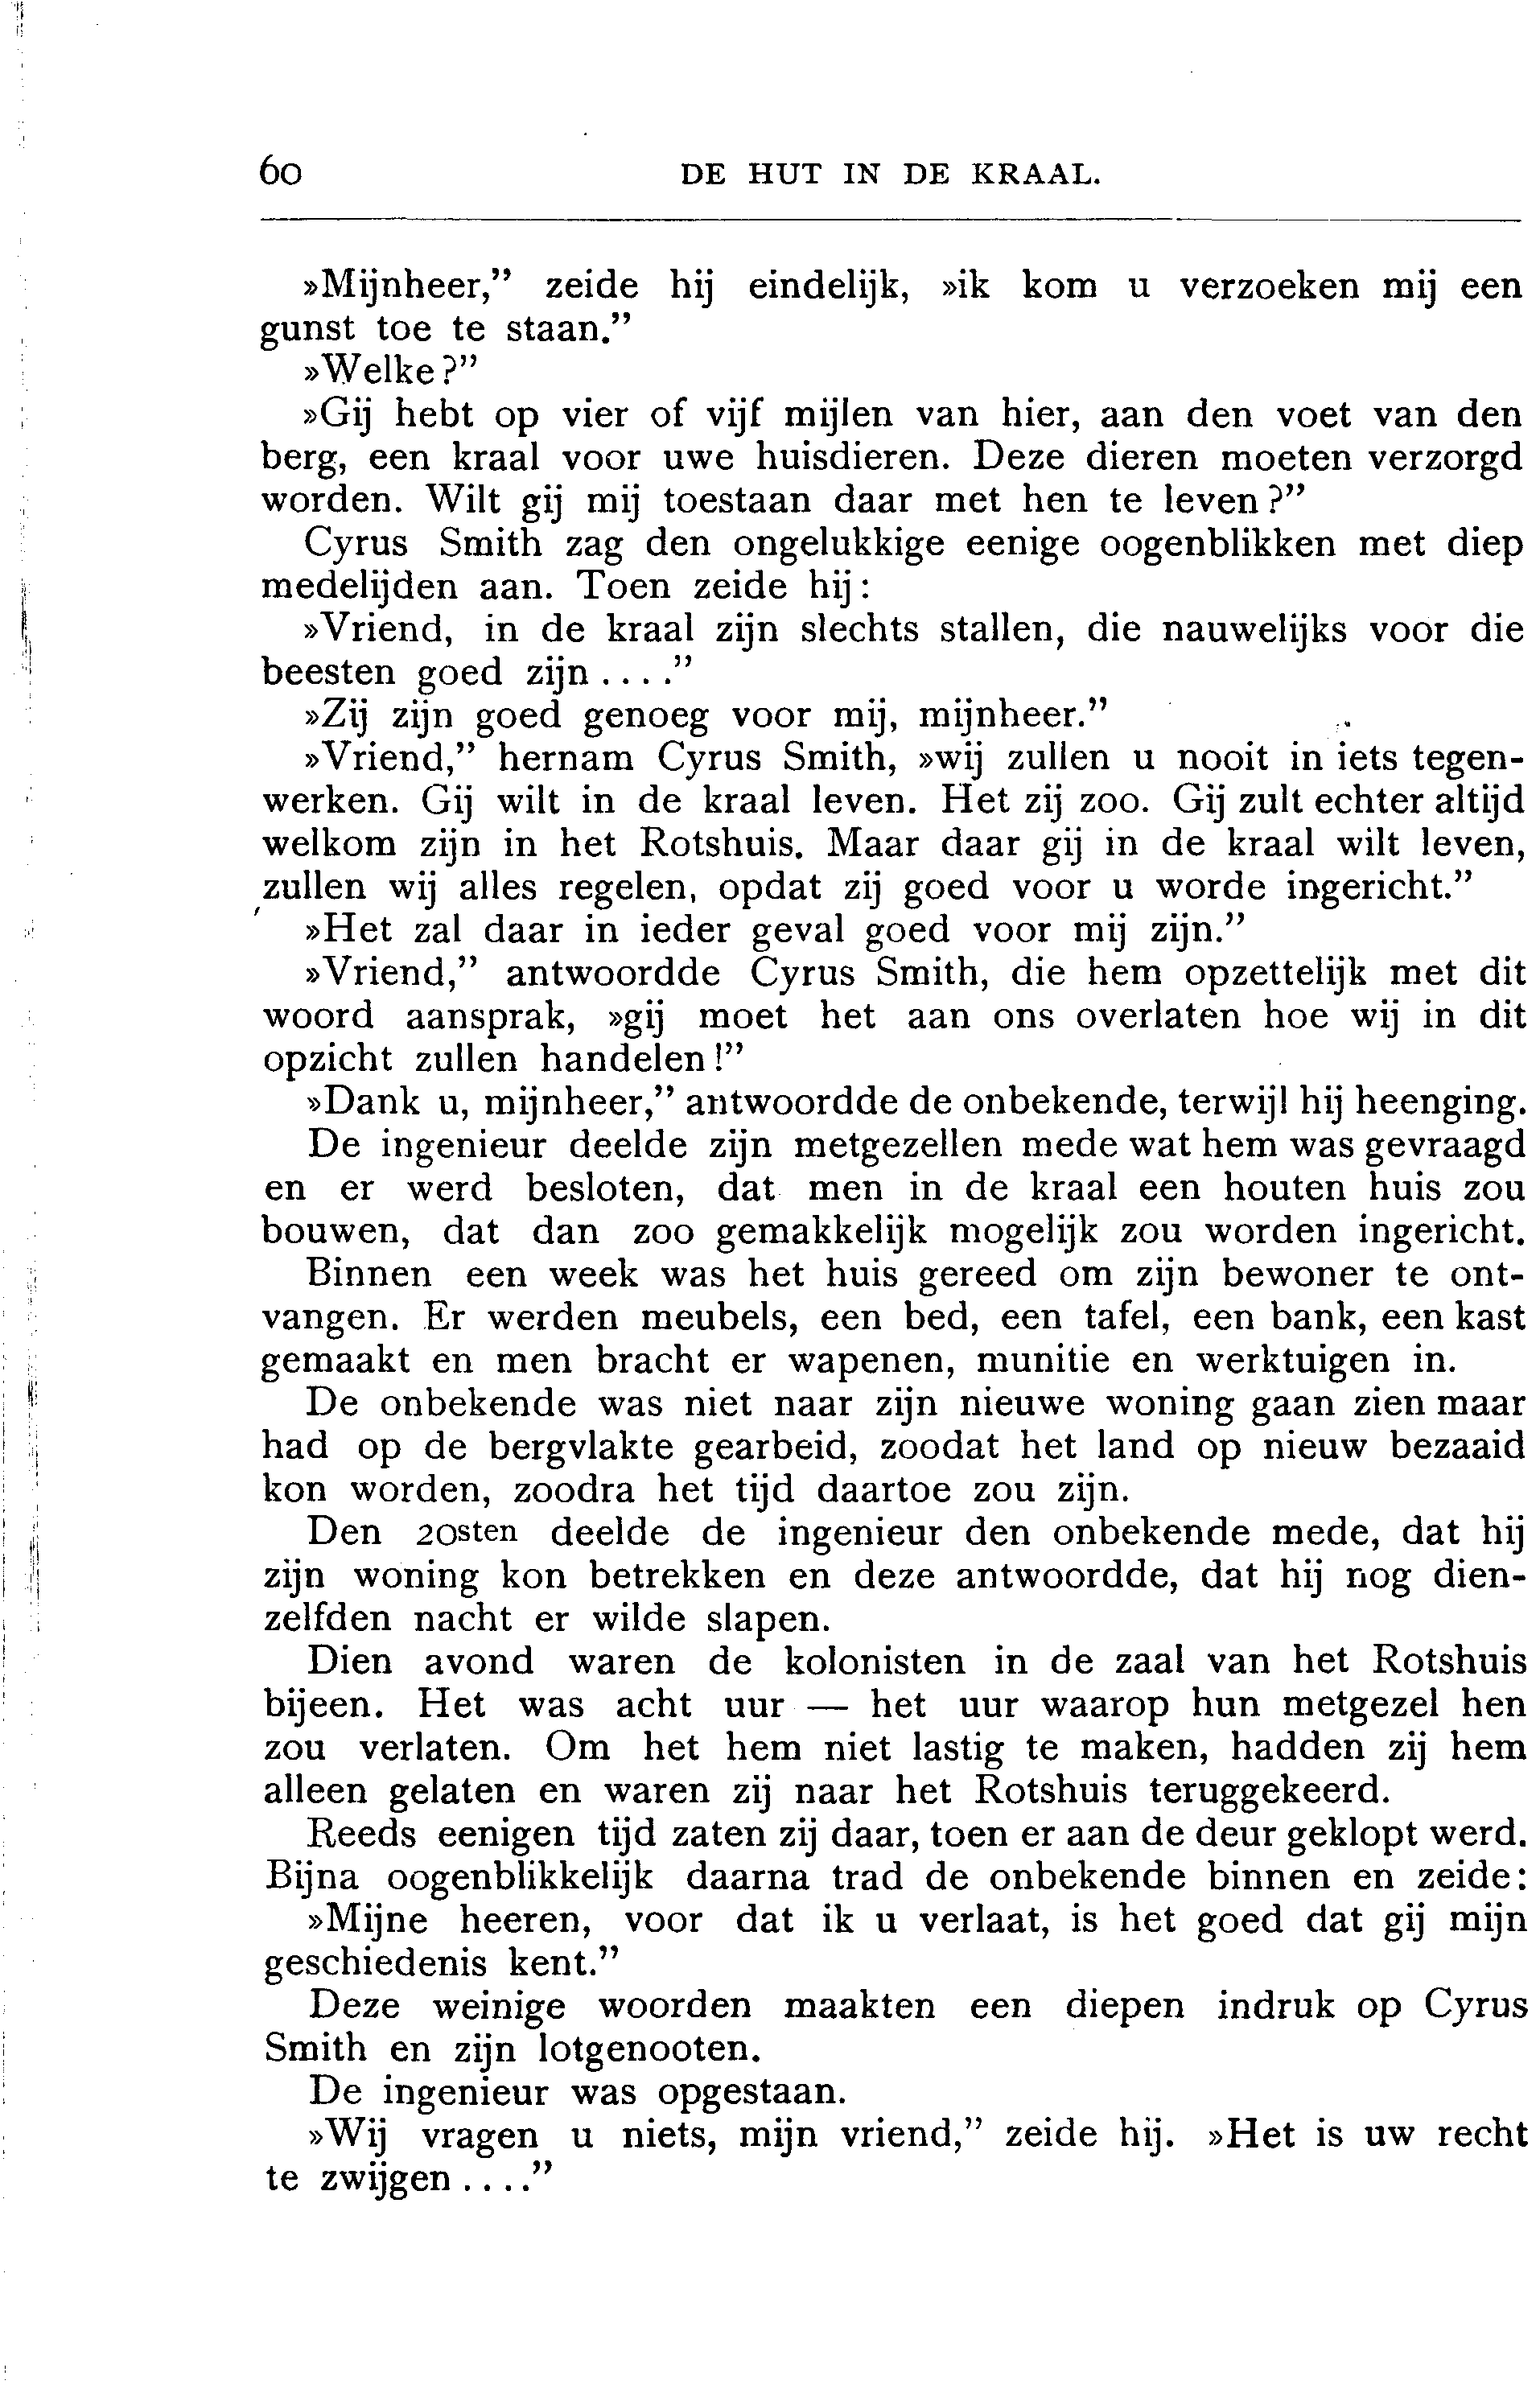 60 DE HUT IN DE KRAAL.
»Mijnheer,” zeide hij eindelijk, »ik kom u verzoeken mij een
gunst toe te staan.”
»Welke?”
»Gij hebt op vier of vijf mijlen van hier, aan den voet van den
berg, een kraal voor uwe huisdieren. Deze dieren moeten verzorgd
worden. Wilt gij mij toestaan daar met hen te leven?”
Cyrus Smith zag den ongelukkige eenige oogenblikken met diep
medelijden aan. Toen zeide hij:
»Vriend, in de kraal zijn slechts stallen, die nauwelijks voor die
beesten goed zijn....”
»Zij zijn goed genoeg voor mij, mijnheer.”
»Vriend,” hernam Cyrus Smith, »wij zullen u nooit in iets tegen-
werken. Gij wilt in de kraal leven. Het zij zoo. Gij zult echter altijd
welkom zijn in het Rotshuis. Maar daar gij in de kraal wilt leven,
zullen wij alles regelen, opdat zij goed voor u worde ingericht.”
»Het zal daar in ieder geval goed voor mij zijn.”
»Vriend,” antwoordde Cyrus Smith, die hem opzettelijk met dit
woord aansprak, »gij moet het aan ons overlaten hoe wij in dit
opzicht zullen handelen!”
»Dank u, mijnheer,” antwoordde de onbekende, terwijl hij heenging.
De ingenieur deelde zijn metgezellen mede wat hem was gevraagd
en er werd besloten, dat men in de kraal een houten huis zou
bouwen, dat dan zoo gemakkelijk mogelijk zou worden ingericht.
Binnen een week was het huis gereed om zijn bewoner te ont-
vangen. Er werden meubels, een bed, een tafel, een bank, een kast
gemaakt en men bracht er wapenen, munitie en werktuigen in.
De onbekende was niet naar zijn nieuwe woning gaan zien maar
had op de bergvlakte gearbeid, zoodat het land op nieuw bezaaid
kon worden, zoodra het tijd daartoe zou zijn.
Den 20sten deelde de ingenieur den onbekende mede, dat hij
zijn woning kon betrekken en deze antwoordde, dat hij nog dien-
zelfden nacht er wilde slapen.
Dien avond waren de kolonisten in de zaal van het Rotshuis
bijeen. Het was acht uur — het uur waarop hun metgezel hen
zou verlaten. Om het hem niet lastig te maken, hadden zij hem
alleen gelaten en waren zij naar het Rotshuis teruggekeerd.
Reeds eenigen tijd zaten zij daar, toen er aan de deur geklopt werd.
Bijna oogenblikkelijk daarna trad de onbekende binnen en zeide:
»Mijne heeren, voor dat ik u verlaat, is het goed dat gij mijn
geschiedenis kent.”
Deze weinige woorden maakten een diepen indruk op Cyrus
Smith en zijn lotgenooten.
De ingenieur was opgestaan.
»Wij vragen u niets, mijn vriend,” zeide hij. »Het is uw recht
te zwijgen....”